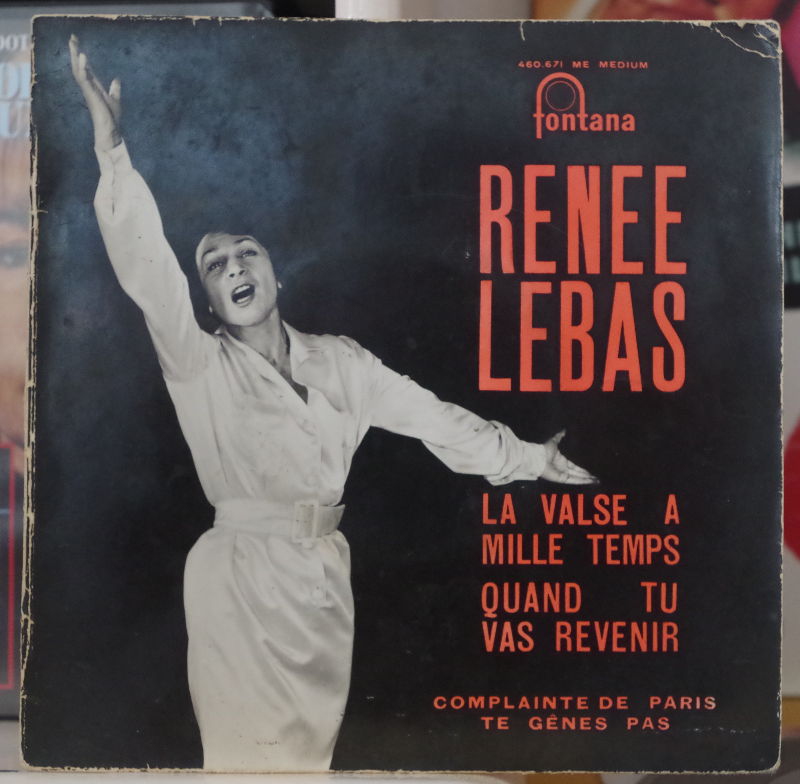 460.671 ME MEDIUM
fontana
RENEE
LEBAS
LA VALSE A
MILLE TEMPS
QUAND TU
VAS REVENIR
COMPLAINTE DE PARIS
TE GÊNES PAS